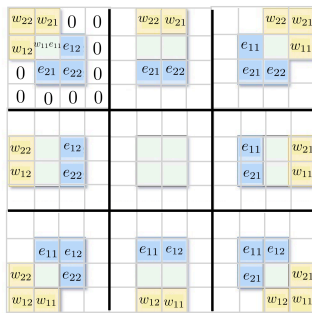 w₂₂ w₂₁ 0 0 w₂₂ w₂₁ w₂₂ w₂₁
w₁₂ w₁₁e₁₁ e₁₂ 0 e₁₁ w₁₁
0 e₂₁ e₂₂ 0 e₂₁ e₂₂ e₂₁ e₂₂
0 0 0 0
w₂₂ e₁₂ e₁₁ w₂₁
w₁₂ e₂₂ e₂₁ w₁₁
e₁₁ e₁₂ e₁₁ e₁₂ e₁₁ e₁₂
w₂₂ e₂₂ e₂₁ w₂₁
w₁₂ w₁₁ w₁₂ w₁₁ w₁₂ w₁₁